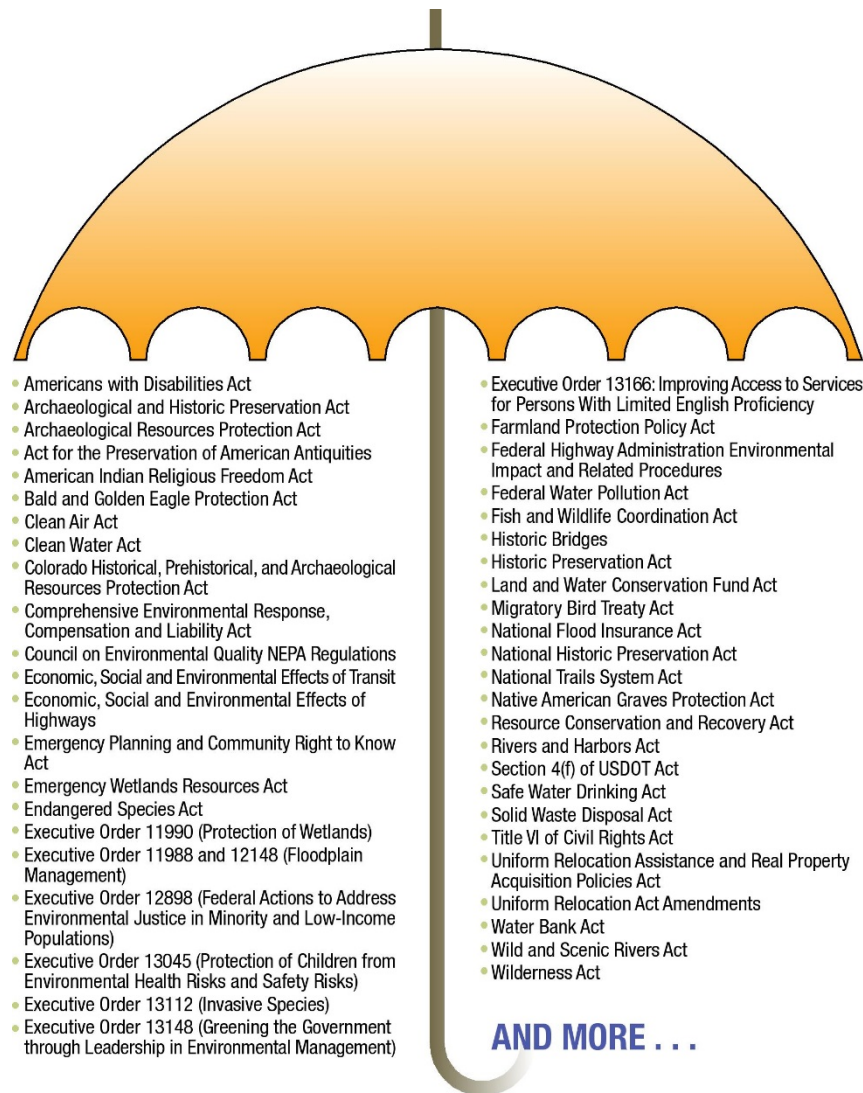 • Americans with Disabilities Act
• Archaeological and Historic Preservation Act
• Archaeological Resources Protection Act
• Act for the Preservation of American Antiquities
• American Indian Religious Freedom Act
• Bald and Golden Eagle Protection Act
• Clean Air Act
• Clean Water Act
• Colorado Historical, Prehistorical, and Archaeological
Resources Protection Act
• Comprehensive Environmental Response,
Compensation and Liability Act
• Council on Environmental Quality NEPA Regulations
• Economic, Social and Environmental Effects of Transit
• Economic, Social and Environmental Effects of
Highways
• Emergency Planning and Community Right to Know
Act
• Emergency Wetlands Resources Act
• Endangered Species Act
• Executive Order 11990 (Protection of Wetlands)
• Executive Order 11988 and 12148 (Floodplain
Management)
• Executive Order 12898 (Federal Actions to Address
Environmental Justice in Minority and Low-Income
Populations)
• Executive Order 13045 (Protection of Children from
Environmental Health Risks and Safety Risks)
• Executive Order 13112 (Invasive Species)
• Executive Order 13148 (Greening the Government
through Leadership in Environmental Management)
• Executive Order 13166: Improving Access to Services
for Persons With Limited English Proficiency
• Farmland Protection Policy Act
• Federal Highway Administration Environmental
Impact and Related Procedures
• Federal Water Pollution Act
• Fish and Wildlife Coordination Act
• Historic Bridges
• Historic Preservation Act
• Land and Water Conservation Fund Act
• Migratory Bird Treaty Act
• National Flood Insurance Act
• National Historic Preservation Act
• National Trails System Act
• Native American Graves Protection Act
• Resource Conservation and Recovery Act
• Rivers and Harbors Act
• Section 4(f) of USDOT Act
• Safe Water Drinking Act
• Solid Waste Disposal Act
• Title VI of Civil Rights Act
• Uniform Relocation Assistance and Real Property
Acquisition Policies Act
• Uniform Relocation Act Amendments
• Water Bank Act
• Wild and Scenic Rivers Act
• Wilderness Act
AND MORE . . .